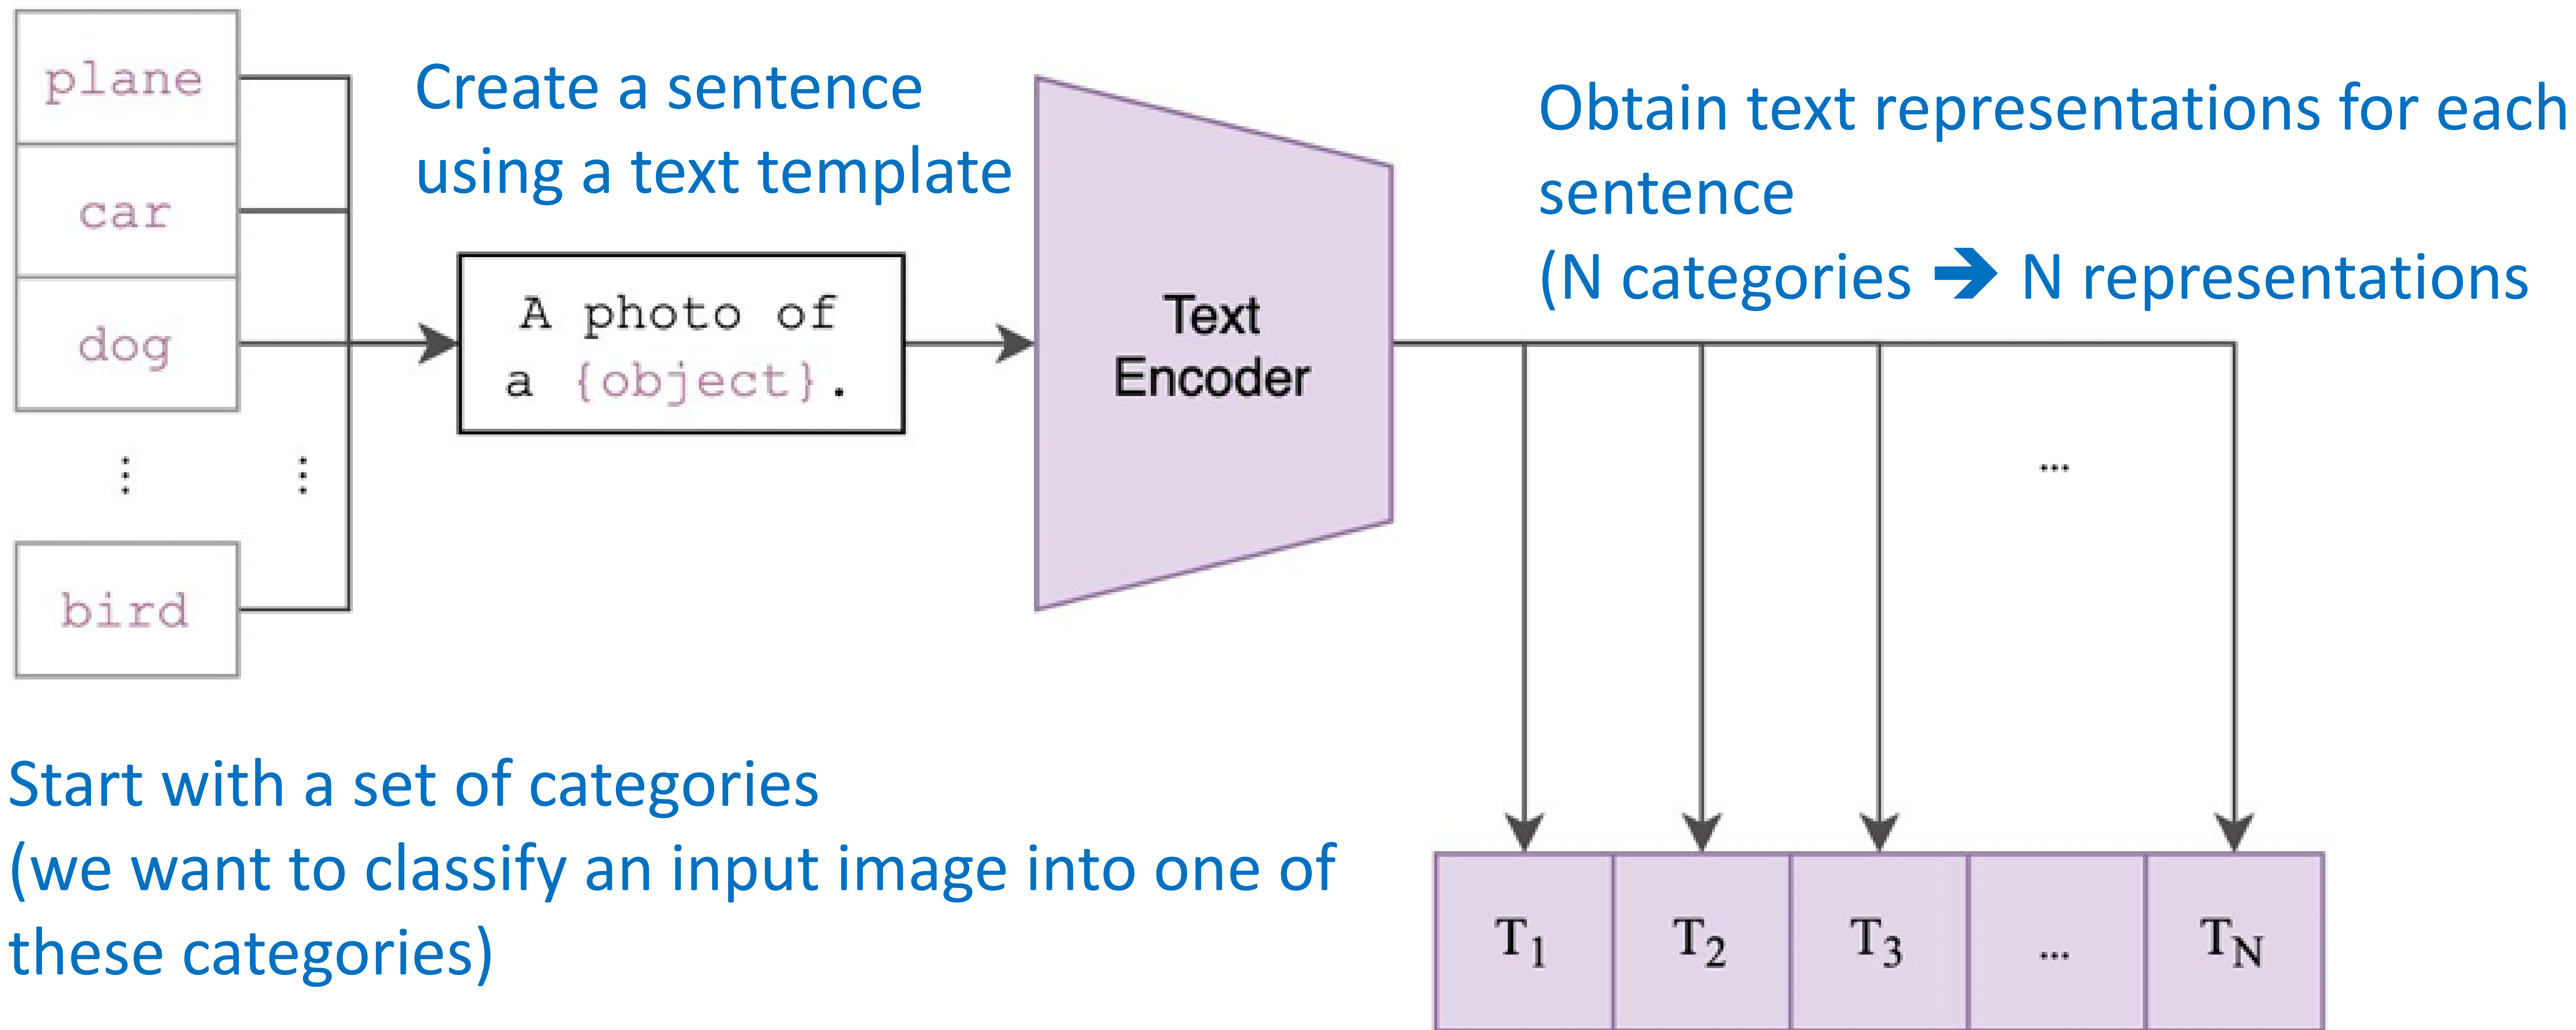 plane
car
dog
⋮ ⋮
bird
Create a sentence
using a text template
A photo of
a {object}.
Text
Encoder
Obtain text representations for each
sentence
(N categories → N representations
...
Start with a set of categories
(we want to classify an input image into one of
these categories)
T₁ T₂ T₃ ... T_N